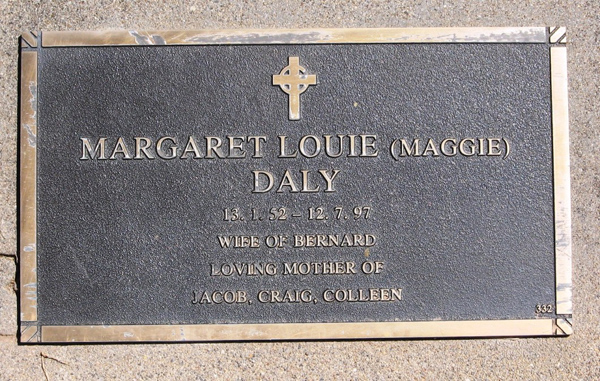 MARGARET LOUIE (MAGGIE)
DALY
13. 1. 52 – 12. 7. 97
WIFE OF BERNARD
LOVING MOTHER OF
JACOB, CRAIG, COLLEEN
332